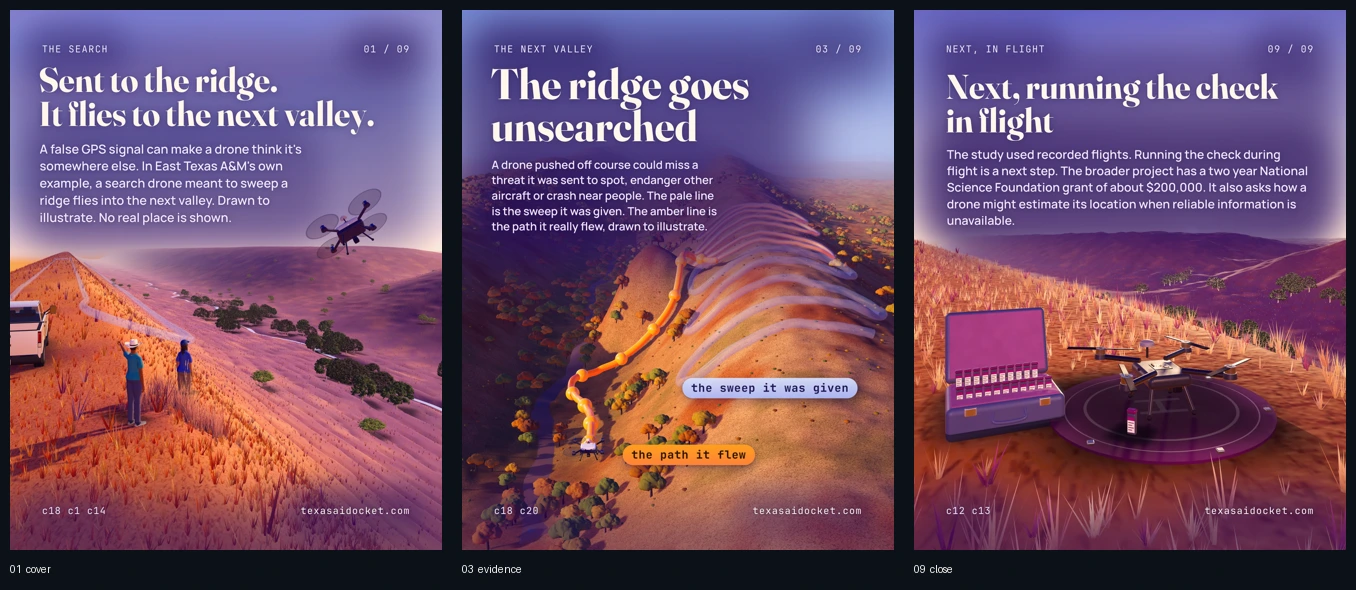 THE SEARCH
01 / 09
Sent to the ridge.
It flies to the next valley.
A false GPS signal can make a drone think it's
somewhere else. In East Texas A&M's own
example, a search drone meant to sweep a
ridge flies into the next valley. Drawn to
illustrate. No real place is shown.
c18 c1 c14
texasaidocket.com
01 cover
THE NEXT VALLEY
03 / 09
The ridge goes
unsearched
A drone pushed off course could miss a
threat it was sent to spot, endanger other
aircraft or crash near people. The pale line
is the sweep it was given. The amber line is
the path it really flew, drawn to illustrate.
the sweep it was given
the path it flew
c18 c20
texasaidocket.com
03 evidence
NEXT, IN FLIGHT
09 / 09
Next, running the check
in flight
The study used recorded flights. Running the check during
flight is a next step. The broader project has a two year National
Science Foundation grant of about $200,000. It also asks how a
drone might estimate its location when reliable information is
unavailable.
c12 c13
texasaidocket.com
09 close